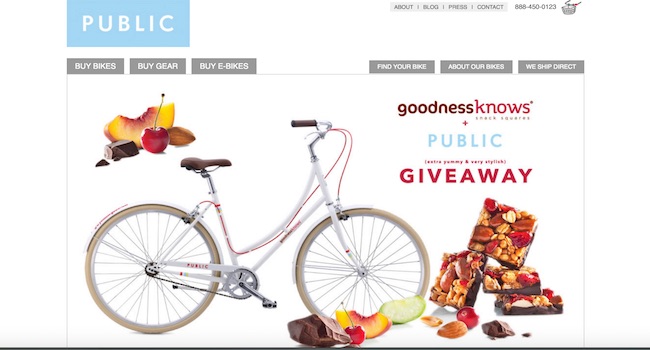 PUBLIC
ABOUT | BLOG | PRESS | CONTACT
888-450-0123
BUY BIKES
BUY GEAR
BUY E-BIKES
FIND YOUR BIKE
ABOUT OUR BIKES
WE SHIP DIRECT
goodnessknows®
snack squares
+
PUBLIC
(extra yummy & very stylish)
GIVEAWAY
goodnessknows
PUBLIC